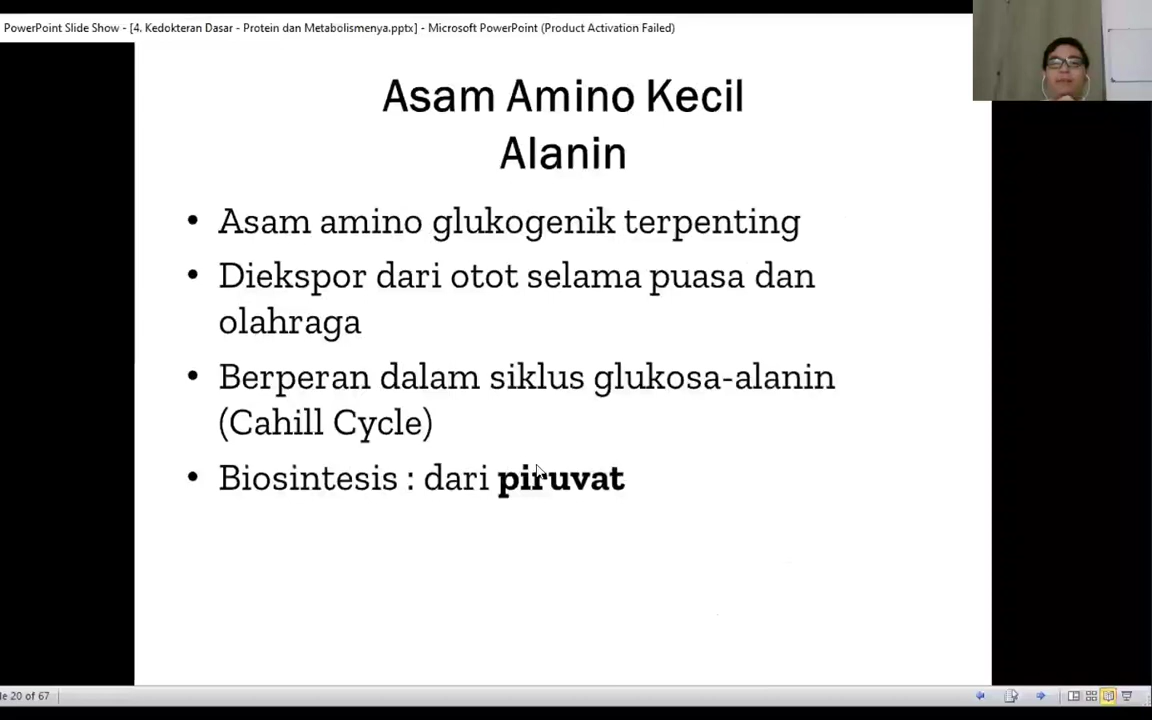 PowerPoint Slide Show - [4. Kedokteran Dasar - Protein dan Metabolismenya.pptx] - Microsoft PowerPoint (Product Activation Failed)
Asam Amino Kecil
Alanin
• Asam amino glukogenik terpenting
• Diekspor dari otot selama puasa dan
olahraga
• Berperan dalam siklus glukosa-alanin
(Cahill Cycle)
• Biosintesis : dari piruvat
le 20 of 67